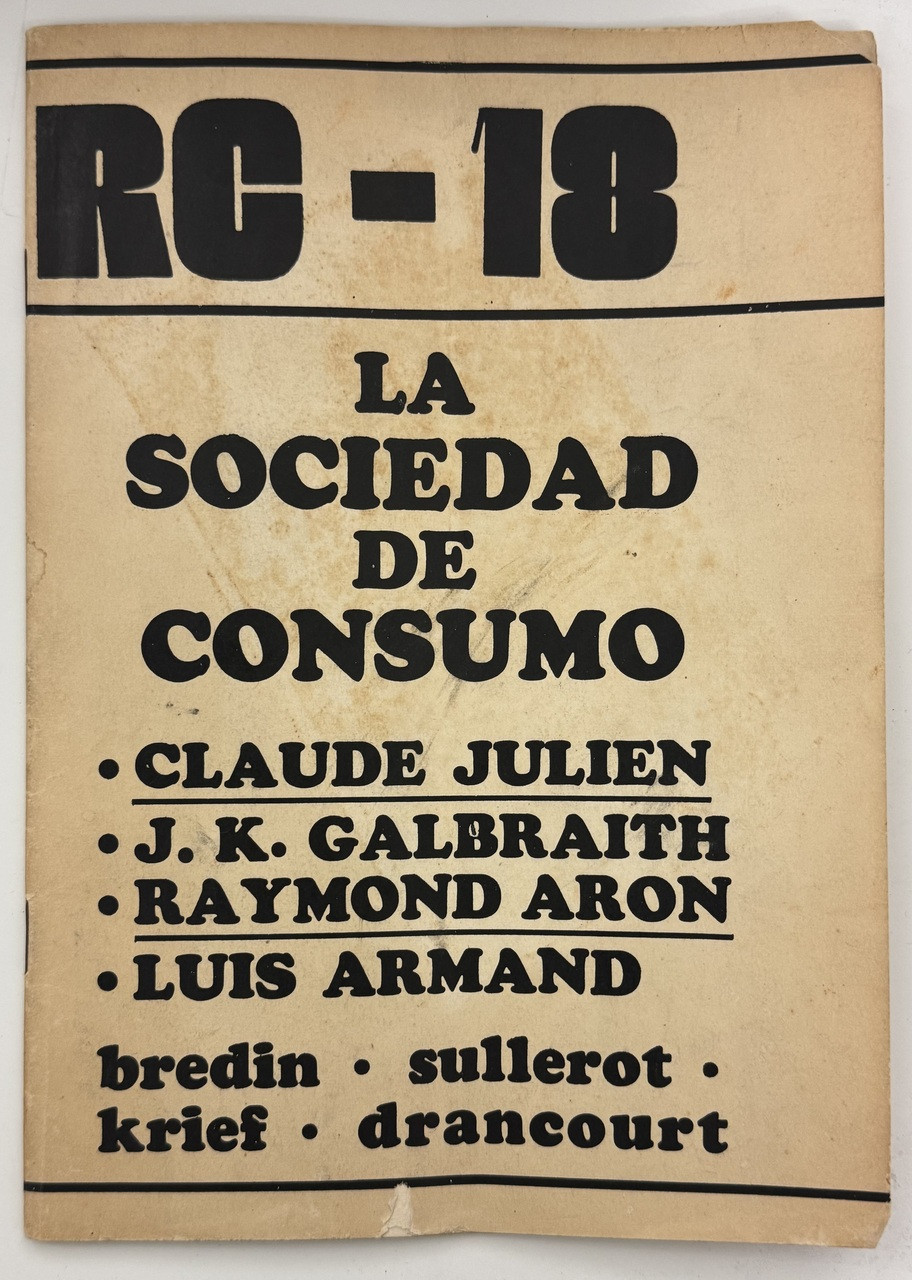 RC - 18
LA
SOCIEDAD
DE
CONSUMO
• CLAUDE JULIEN
• J. K. GALBRAITH
• RAYMOND ARON
• LUIS ARMAND
bredin • sullerot •
krief • drancourt